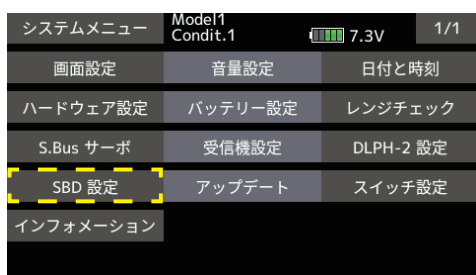 システムメニュー
Model1
Condit.1
7.3V
1/1
画面設定
音量設定
日付と時刻
ハードウェア設定
バッテリー設定
レンジチェック
S.Bus サーボ
受信機設定
DLPH-2 設定
SBD 設定
アップデート
スイッチ設定
インフォメーション